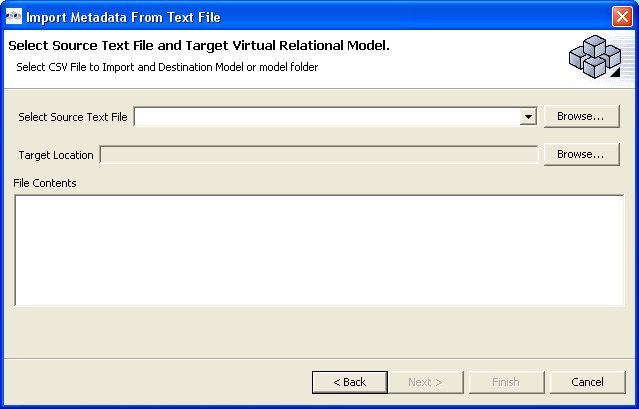 Import Metadata From Text File
Select Source Text File and Target Virtual Relational Model.
Select CSV File to Import and Destination Model or model folder
Select Source Text File Browse...
Target Location Browse...
File Contents
< Back Next > Finish Cancel